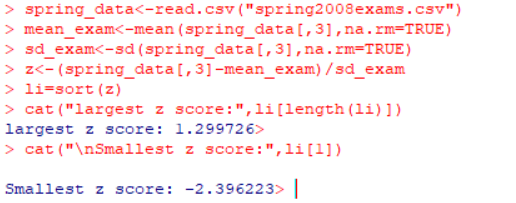 > spring_data<-read.csv("spring2008exams.csv")
> mean_exam<-mean(spring_data[,3],na.rm=TRUE)
> sd_exam<-sd(spring_data[,3],na.rm=TRUE)
> z<-(spring_data[,3]-mean_exam)/sd_exam
> li=sort(z)
> cat("largest z score:",li[length(li)])
largest z score: 1.299726>
> cat("\nSmallest z score:",li[1])
Smallest z score: -2.396223>